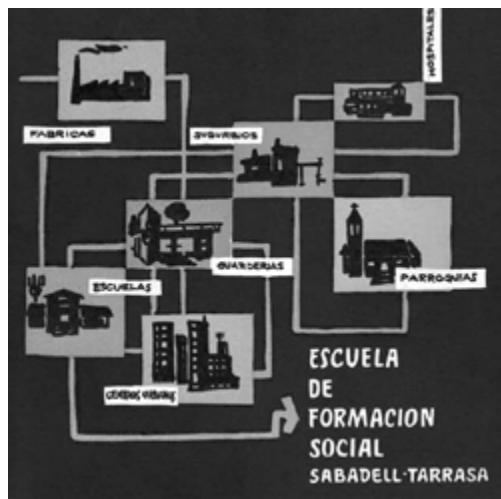 HOSPITALES
FABRICAS
SUBURBIOS
GUARDERIAS
PARROQUIAS
ESCUELAS
ESCUELA
DE
FORMACION
SOCIAL
SABADELL-TARRASA